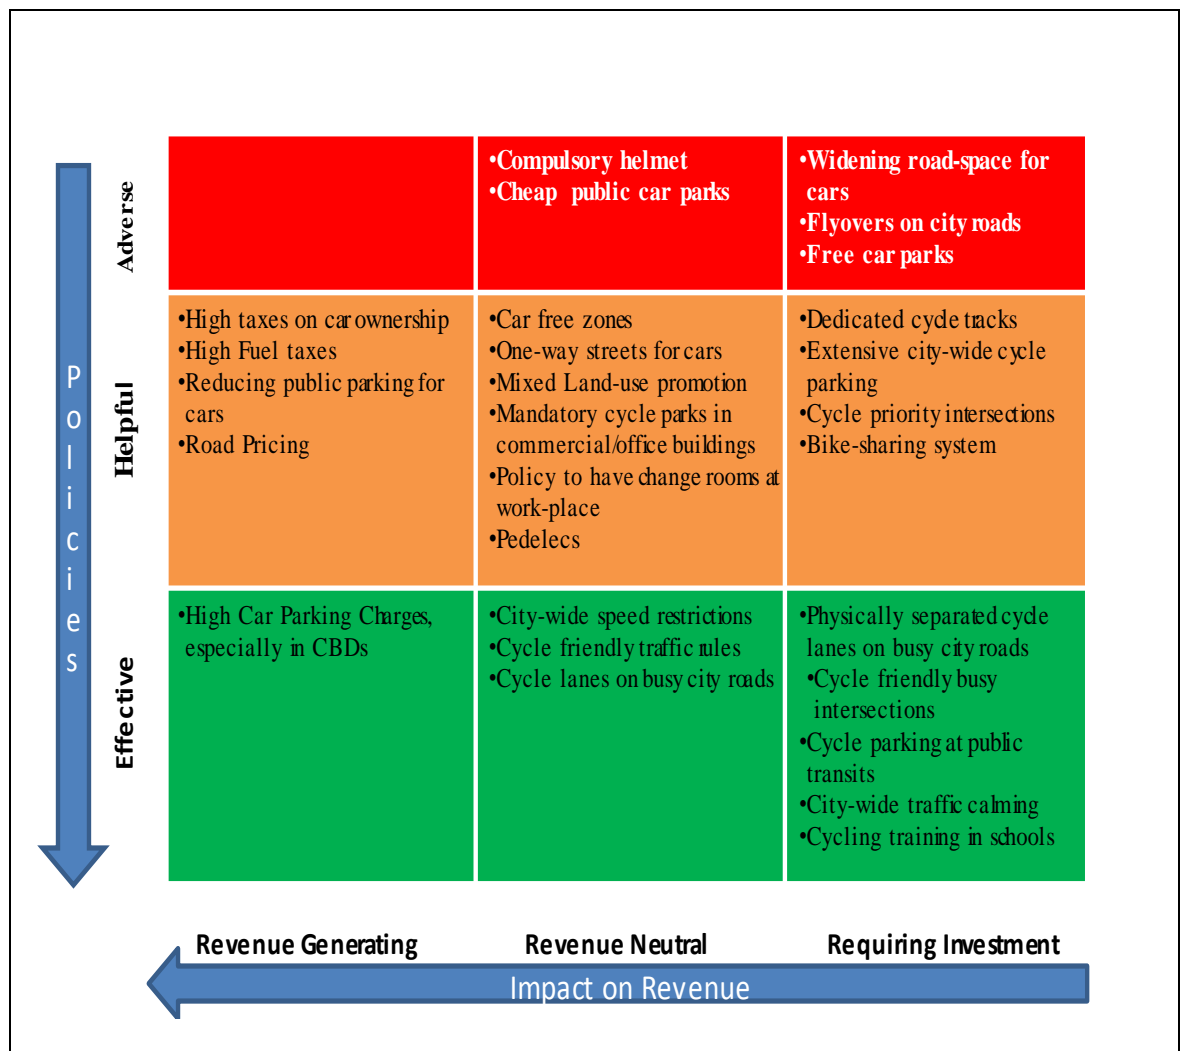 Policies
Adverse
•Compulsory helmet
•Cheap public car parks
•Widening road-space for
cars
•Flyovers on city roads
•Free car parks
Helpful
•High taxes on car ownership
•High Fuel taxes
•Reducing public parking for
cars
•Road Pricing
•Car free zones
•One-way streets for cars
•Mixed Land-use promotion
•Mandatory cycle parks in
commercial/office buildings
•Policy to have change rooms at
work-place
•Pedelecs
•Dedicated cycle tracks
•Extensive city-wide cycle
parking
•Cycle priority intersections
•Bike-sharing system
Effective
•High Car Parking Charges,
especially in CBDs
•City-wide speed restrictions
•Cycle friendly traffic rules
•Cycle lanes on busy city roads
•Physically separated cycle
lanes on busy city roads
•Cycle friendly busy
intersections
•Cycle parking at public
transits
•City-wide traffic calming
•Cycling training in schools
Revenue Generating
Revenue Neutral
Requiring Investment
Impact on Revenue